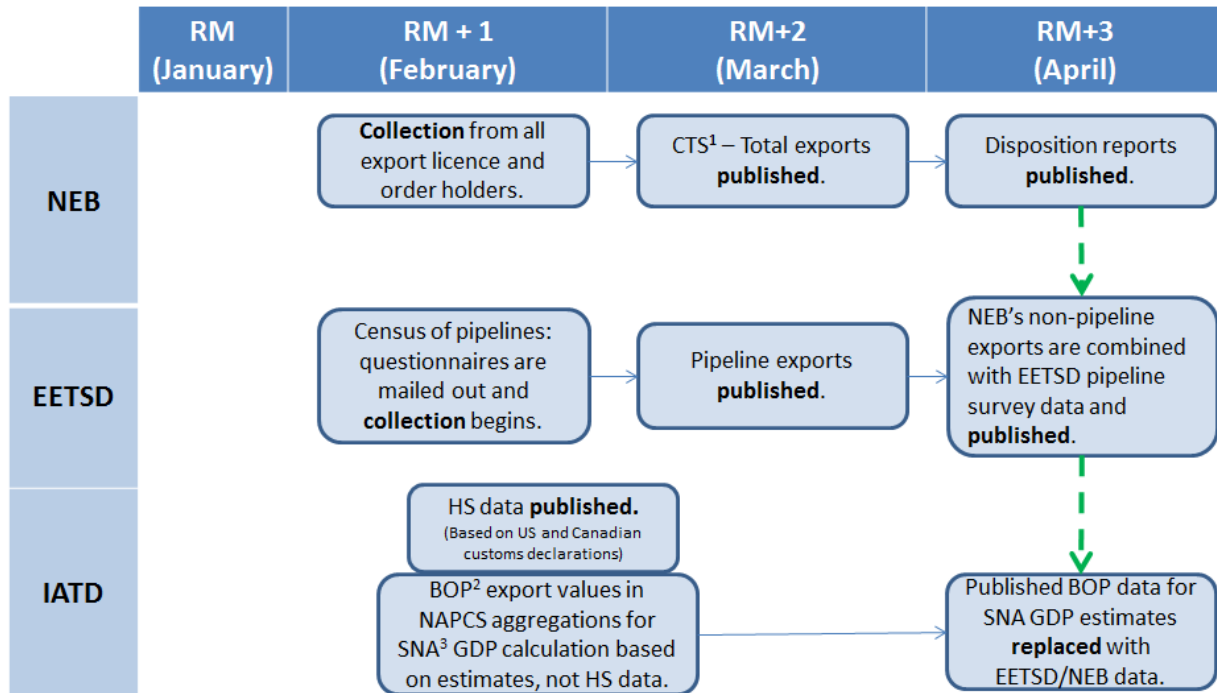 RM
(January)
RM + 1
(February)
RM+2
(March)
RM+3
(April)
NEB
Collection from all
export licence and
order holders.
CTS¹ – Total exports
published.
Disposition reports
published.
EETSD
Census of pipelines:
questionnaires are
mailed out and
collection begins.
Pipeline exports
published.
NEB’s non-pipeline
exports are combined
with EETSD pipeline
survey data and
published.
IATD
HS data published.
(Based on US and Canadian
customs declarations)
BOP² export values in
NAPCS aggregations for
SNA³ GDP calculation based
on estimates, not HS data.
Published BOP data for
SNA GDP estimates
replaced with
EETSD/NEB data.